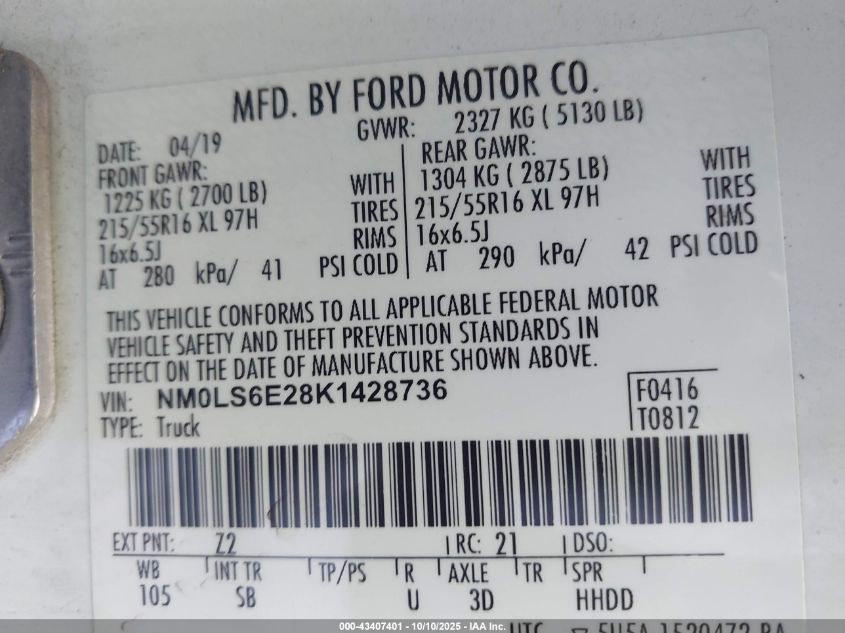 MFD. BY FORD MOTOR CO.
DATE: 04/19 GVWR: 2327 KG ( 5130 LB)
FRONT GAWR: REAR GAWR:
1225 KG ( 2700 LB) WITH 1304 KG ( 2875 LB) WITH
215/55R16 XL 97H TIRES 215/55R16 XL 97H TIRES
16x6.5J RIMS 16x6.5J RIMS
AT 280 kPa/ 41 PSI COLD AT 290 kPa/ 42 PSI COLD
THIS VEHICLE CONFORMS TO ALL APPLICABLE FEDERAL MOTOR
VEHICLE SAFETY AND THEFT PREVENTION STANDARDS IN
EFFECT ON THE DATE OF MANUFACTURE SHOWN ABOVE.
VIN: NM0LS6E28K1428736 F0416
TYPE: Truck T0812
EXT PNT: Z2 RC: 21 DSO:
WB INT TR TP/PS R AXLE TR SPR
105 SB U 3D HHDD
UTC
000-43407401 - 10/10/2025 - IAA Inc.